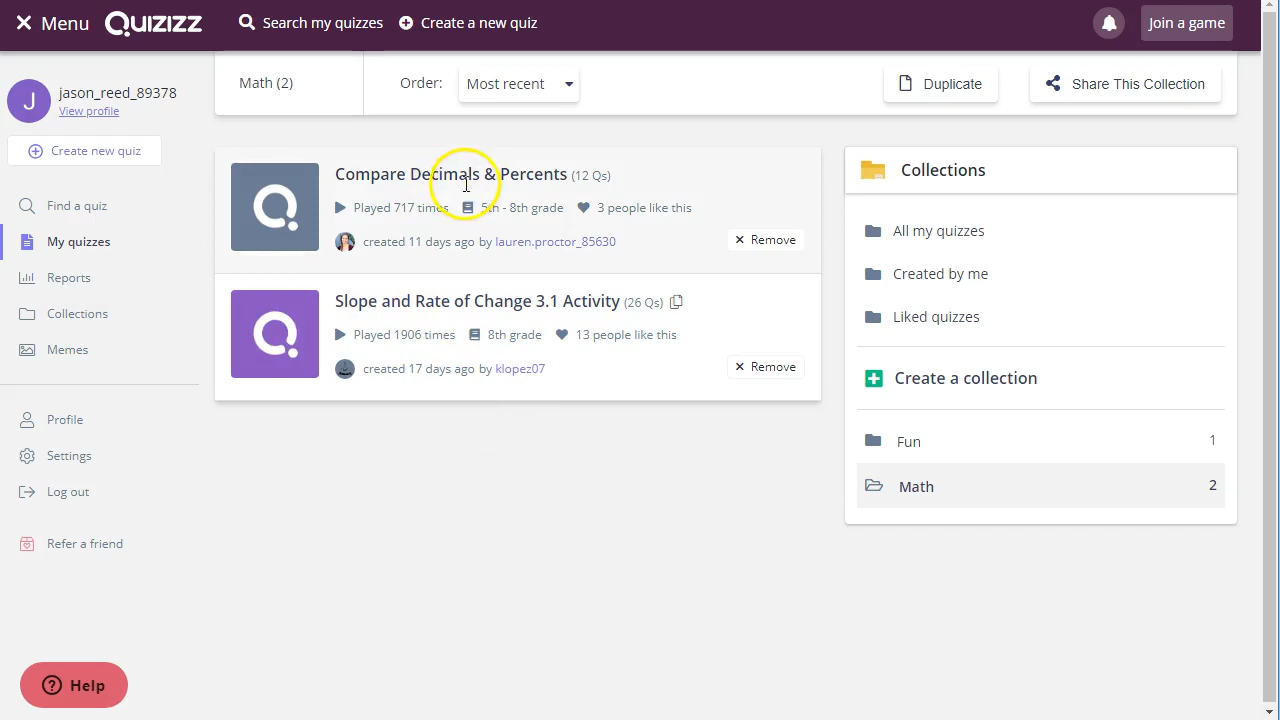 Menu Quizizz Search my quizzes Create a new quiz Join a game
Math (2) Order: Most recent Duplicate Share This Collection
J jason_reed_89378
View profile
Create new quiz
Find a quiz
My quizzes
Reports
Collections
Memes
Profile
Settings
Log out
Refer a friend
Help
Compare Decimals & Percents (12 Qs)
Played 717 times 5th - 8th grade 3 people like this
created 11 days ago by lauren.proctor_85630 Remove
Slope and Rate of Change 3.1 Activity (26 Qs)
Played 1906 times 8th grade 13 people like this
created 17 days ago by klopez07 Remove
Collections
All my quizzes
Created by me
Liked quizzes
Create a collection
Fun 1
Math 2